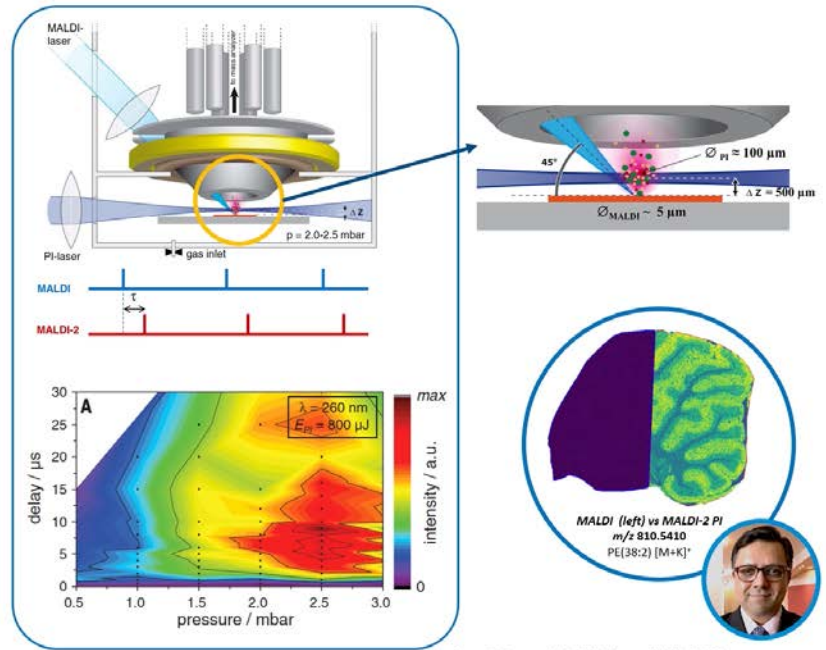 MALDI-
laser
to mass analyzer
Δ z
p = 2.0-2.5 mbar
PI-laser
gas inlet
MALDI
τ
MALDI-2
45°
Ø PI ≈ 100 µm
Δ Z = 500 µm
ØMALDI ~ 5 µm
A
λ = 260 nm
EPI = 800 µJ
30
25
20
15
10
5
0
delay / µs
0.5
1.0
1.5
2.0
2.5
3.0
pressure / mbar
max
intensity / a.u.
0
MALDI (left) vs MALDI-2 PI
m/z 810.5410
PE(38:2) [M+K]+